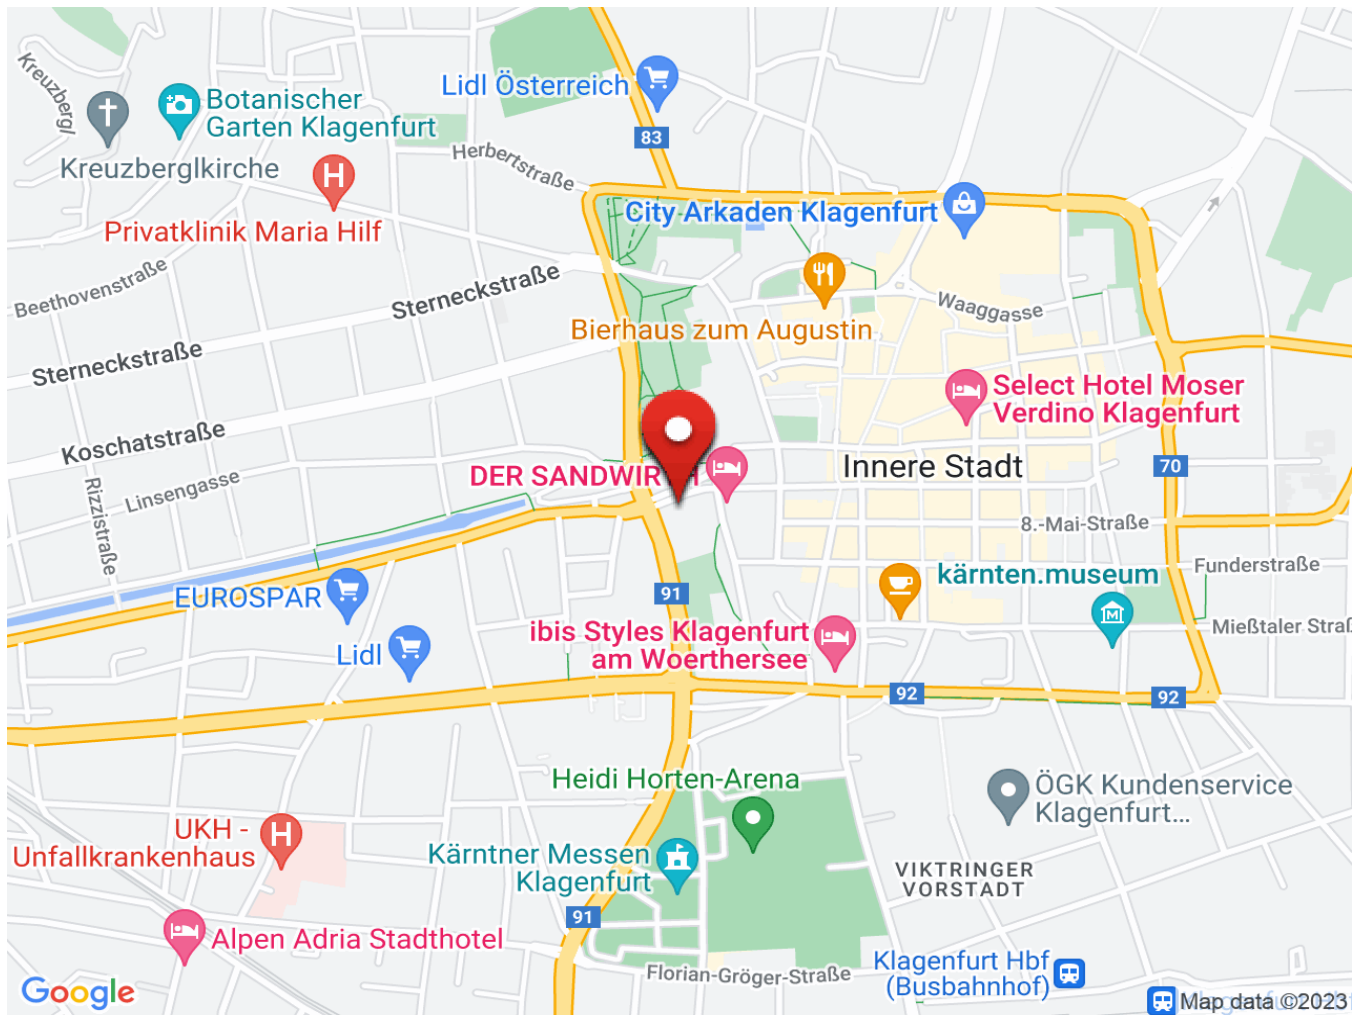 Kreuzbergl
Botanischer
Garten Klagenfurt
Kreuzberglkirche
Lidl Österreich
83
Herbertstraße
Privatklinik Maria Hilf
City Arkaden Klagenfurt
Beethovenstraße
Sterneckstraße
Waaggasse
Bierhaus zum Augustin
Sterneckstraße
Select Hotel Moser
Verdino Klagenfurt
Koschatstraße
Innere Stadt
70
DER SANDWIRTH
Linsengasse
Rizzistraße
8.-Mai-Straße
Funderstraße
kärnten.museum
EUROSPAR
91
ibis Styles Klagenfurt
am Woerthersee
Mießtaler Straß
Lidl
92
92
Heidi Horten-Arena
ÖGK Kundenservice
Klagenfurt...
UKH -
Unfallkrankenhaus
Kärntner Messen
Klagenfurt
VIKTRINGER
VORSTADT
91
Alpen Adria Stadthotel
Florian-Gröger-Straße
Klagenfurt Hbf
(Busbahnhof)
Google
Map data ©2023